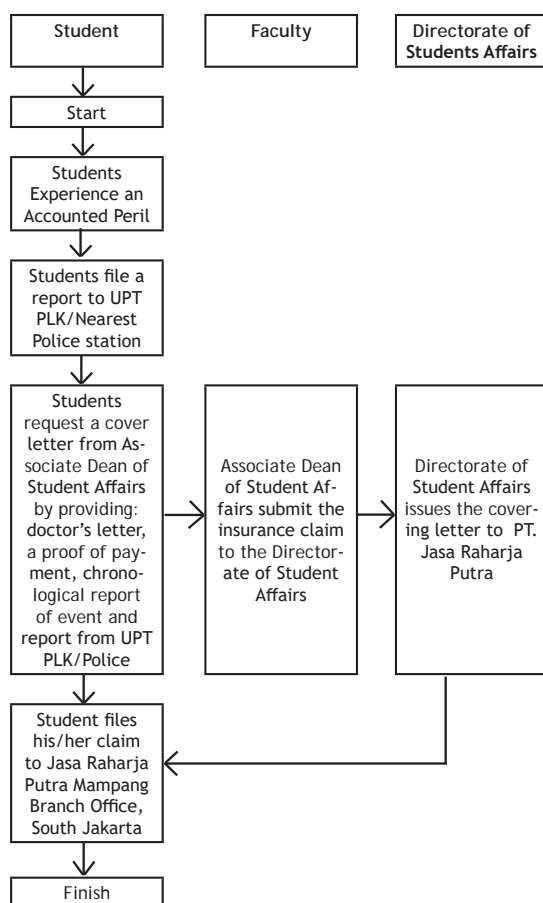 Student
Faculty
Directorate of
Students Affairs
Start
Students
Experience an
Accounted Peril
Students file a
report to UPT
PLK/Nearest
Police station
Students
request a cover
letter from As-
sociate Dean of
Student Affairs
by providing:
doctor’s letter,
a proof of pay-
ment, chrono-
logical report
of event and
report from UPT
PLK/Police
Associate Dean
of Student Af-
fairs submit the
insurance claim
to the Director-
ate of Student
Affairs
Directorate of
Student Affairs
issues the cover-
ing letter to PT.
Jasa Raharja
Putra
Student files
his/her claim
to Jasa Raharja
Putra Mampang
Branch Office,
South Jakarta
Finish